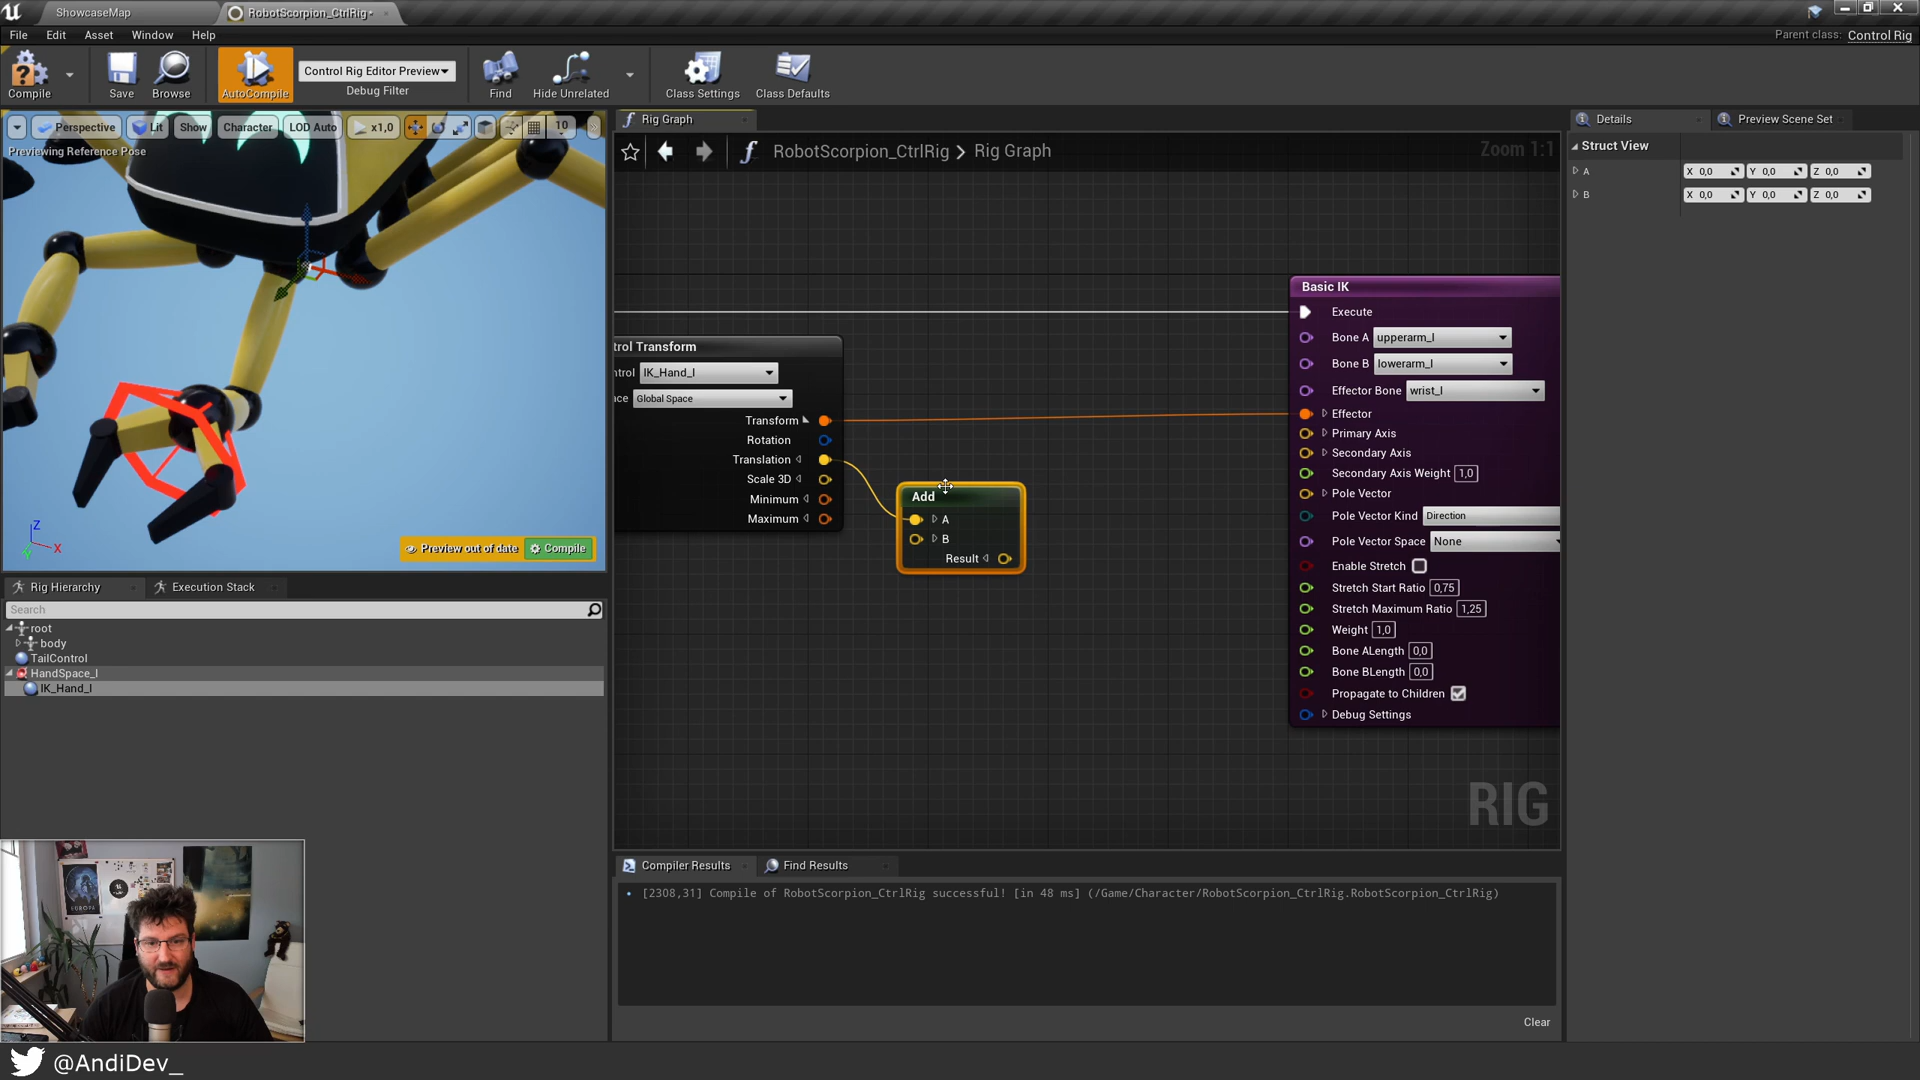 ShowcaseMap
RobotScorpion_CtrlRig•
File Edit Asset Window Help
Parent class: Control Rig
Compile
Save
Browse
AutoCompile
Control Rig Editor Preview
Debug Filter
Find
Hide Unrelated
Class Settings
Class Defaults
Perspective
Lit
Show
Character
LOD Auto
x1,0
10
Previewing Reference Pose
Z
X
Y
Preview out of date
Compile
Rig Hierarchy
Execution Stack
Search
root
body
TailControl
HandSpace_l
IK_Hand_l
@AndiDev_
Rig Graph
RobotScorpion_CtrlRig > Rig Graph
Zoom 1:1
trol Transform
ntrol IK_Hand_l
ce Global Space
Transform
Rotation
Translation
Scale 3D
Minimum
Maximum
Add
A
B
Result
Basic IK
Execute
Bone A upperarm_l
Bone B lowerarm_l
Effector Bone wrist_l
Effector
Primary Axis
Secondary Axis
Secondary Axis Weight 1,0
Pole Vector
Pole Vector Kind Direction
Pole Vector Space None
Enable Stretch
Stretch Start Ratio 0,75
Stretch Maximum Ratio 1,25
Weight 1,0
Bone ALength 0,0
Bone BLength 0,0
Propagate to Children
Debug Settings
RIG
Compiler Results
Find Results
• [2308,31] Compile of RobotScorpion_CtrlRig successful! [in 48 ms] (/Game/Character/RobotScorpion_CtrlRig.RobotScorpion_CtrlRig)
Clear
Details
Preview Scene Set
Struct View
A X 0,0 Y 0,0 Z 0,0
B X 0,0 Y 0,0 Z 0,0